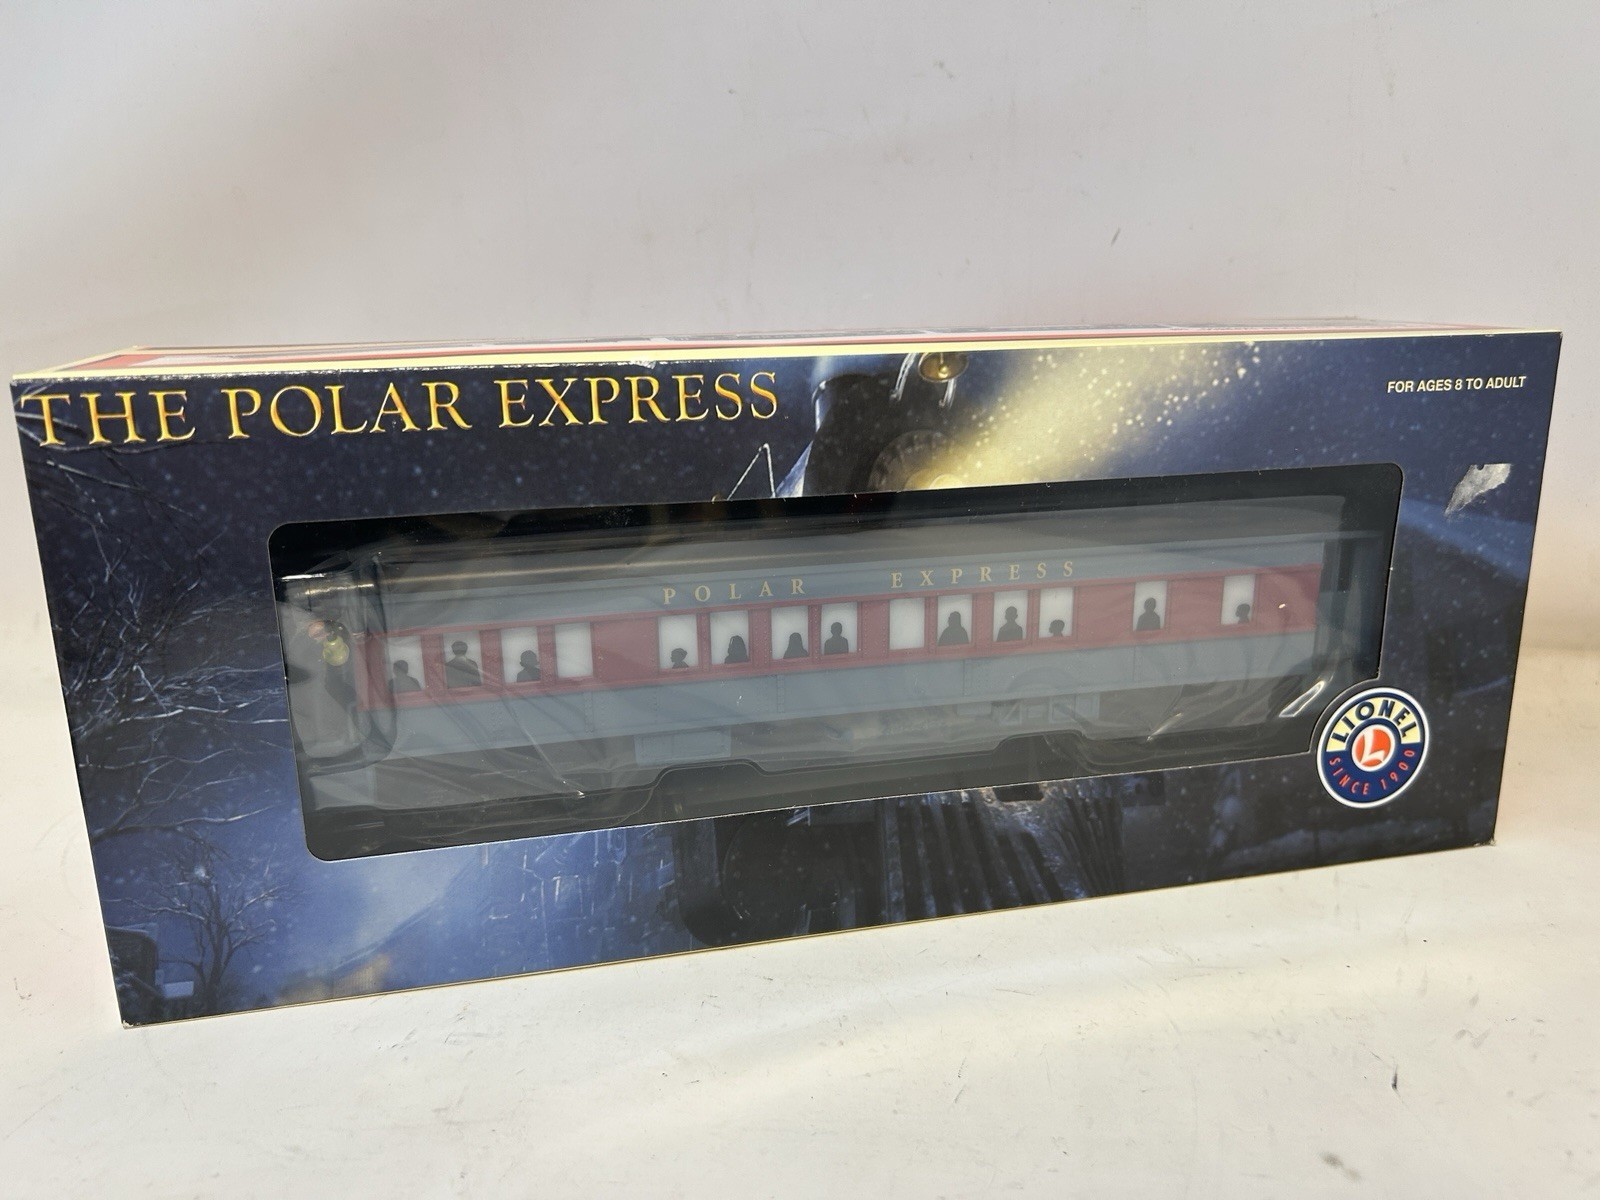 THE POLAR EXPRESS
FOR AGES 8 TO ADULT
POLAR EXPRESS
LIONEL
L
SINCE 1900